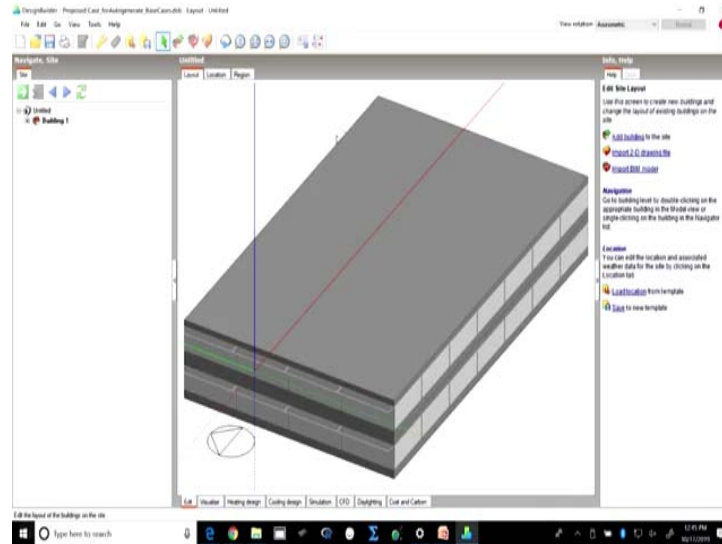 DesignBuilder - Proposed_Case_forAutogenerate_BaseCases.dsb - Layout - Untitled
File Edit Go View Tools Help
View rotation Axonometric
Navigate, Site
Site
Untitled
Building 1
Untitled
Layout Location Region
Info, Help
Help
Edit Site Layout
Use this screen to create new buildings and
change the layout of existing buildings on the
site
Add building to the site
Import 2-D drawing file
Import BIM model
Navigation
Go to building level by double-clicking on the
appropriate building in the Model view or
single-clicking on the building in the Navigator
list.
Location
You can edit the location and associated
weather data for the site by clicking on the
Location tab
Load location from template
Save to new template
Edit Visualise Heating design Cooling design Simulation CFD Daylighting Cost and Carbon
Edit the layout of the buildings on the site
Type here to search
12:45 PM
10/11/2019